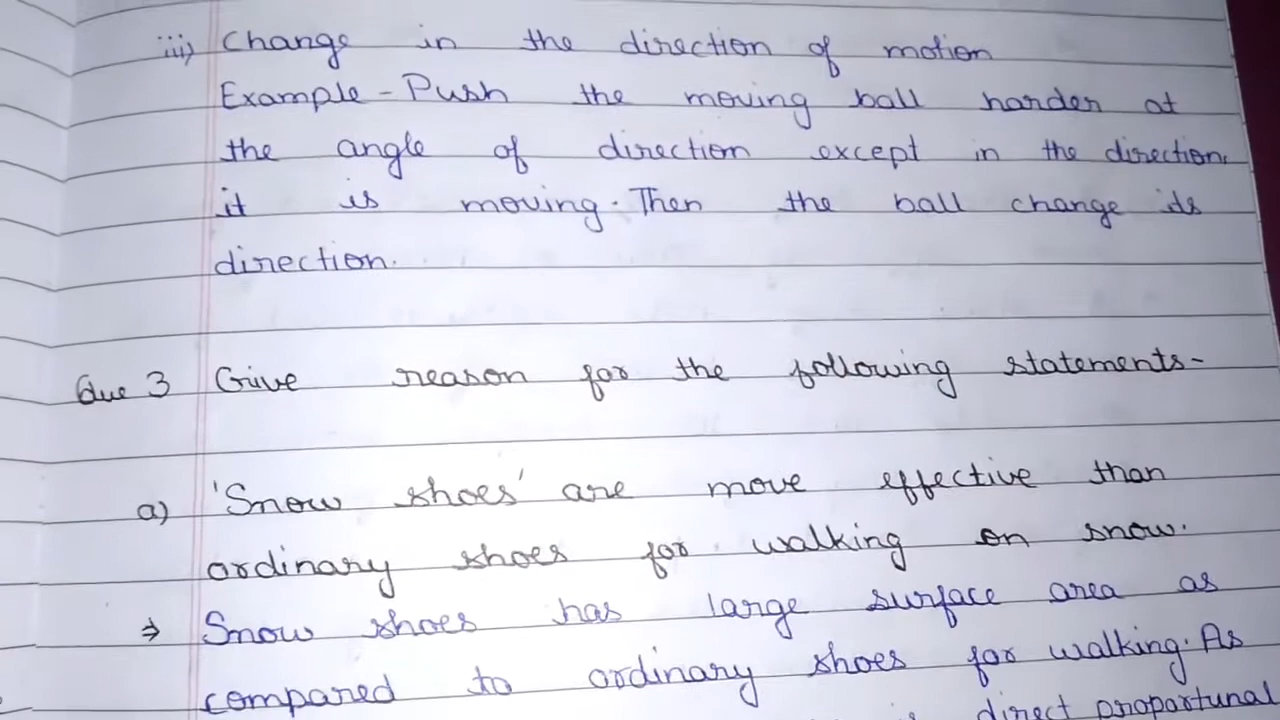 iii) Change in the direction of motion
Example - Push the moving ball harder at
the angle of direction except in the direction
it is moving. Then the ball change its
direction.
Que 3 Give reason for the following statements-
a) 'Snow shoes' are move effective than
ordinary shoes for walking on snow.
⇒ Snow shoes has large surface area as
compared to ordinary shoes for walking. As
direct propartunal